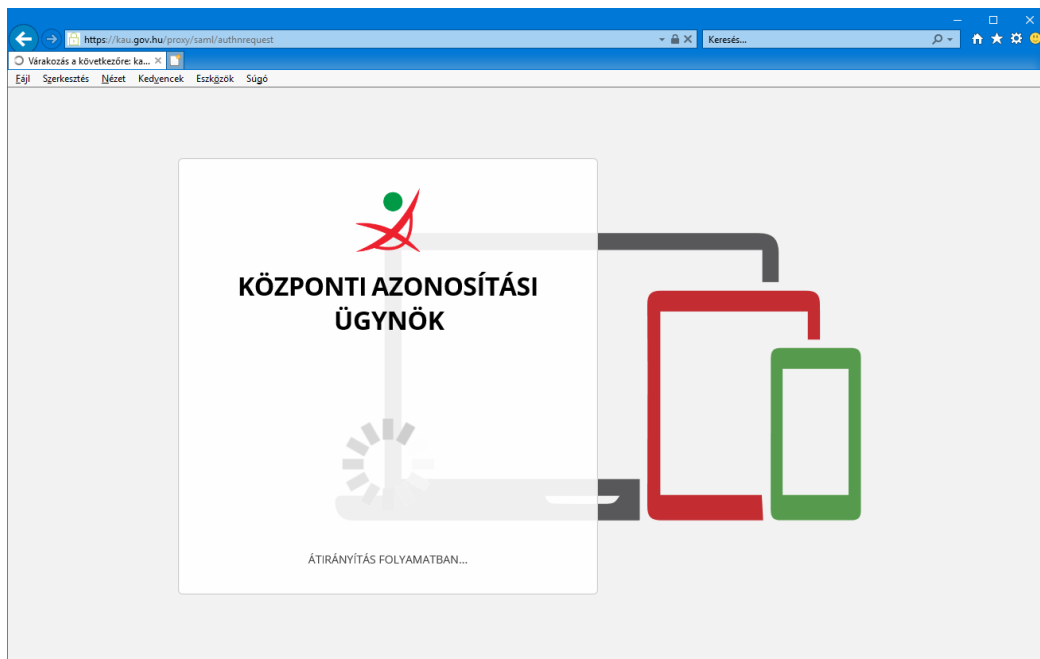 https://kau.gov.hu/proxy/saml/authnrequest
Keresés...
Várakozás a következőre: ka...
Fájl Szerkesztés Nézet Kedvencek Eszközök Súgó
KÖZPONTI AZONOSÍTÁSI
ÜGYNÖK
ÁTIRÁNYÍTÁS FOLYAMATBAN...